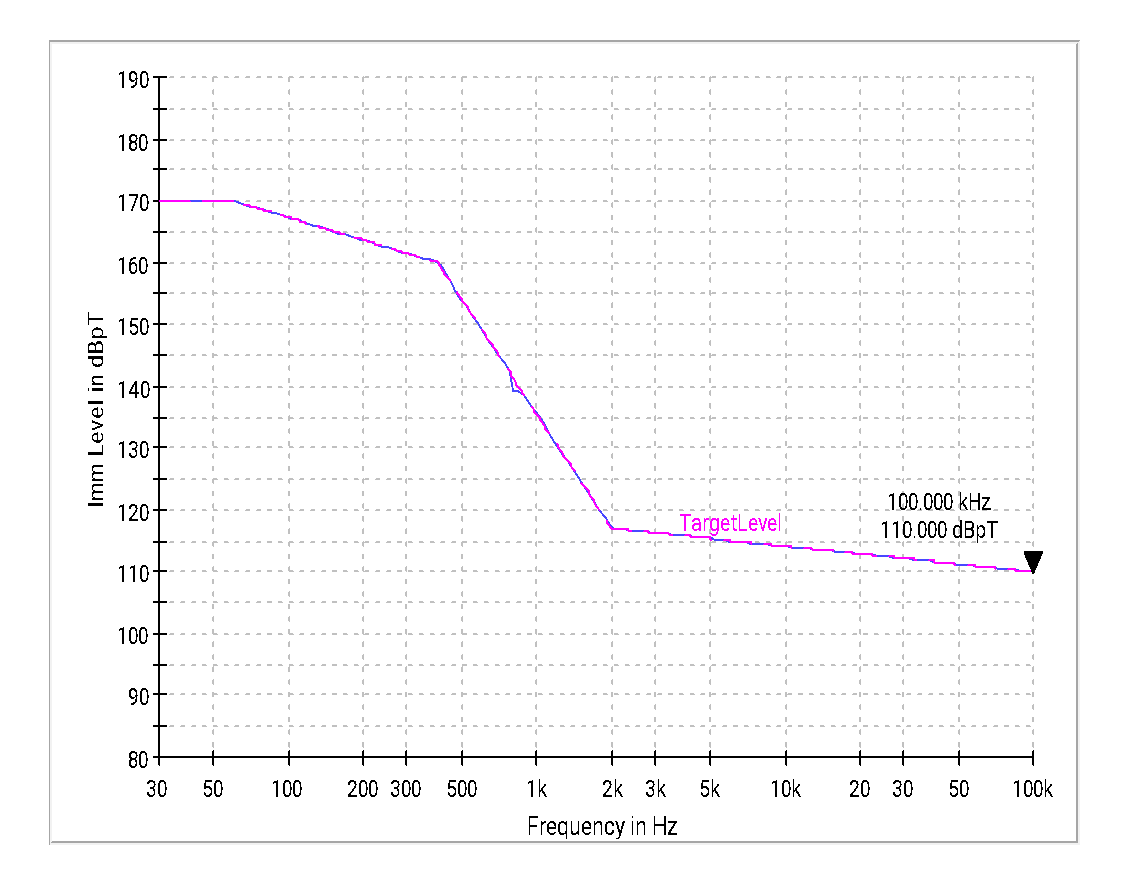 190
180
170
160
150
140
130
120
110
100
90
80
Imm Level in dBpT
TargetLevel
100.000 kHz
110.000 dBpT
30 50 100 200 300 500 1k 2k 3k 5k 10k 20 30 50 100k
Frequency in Hz